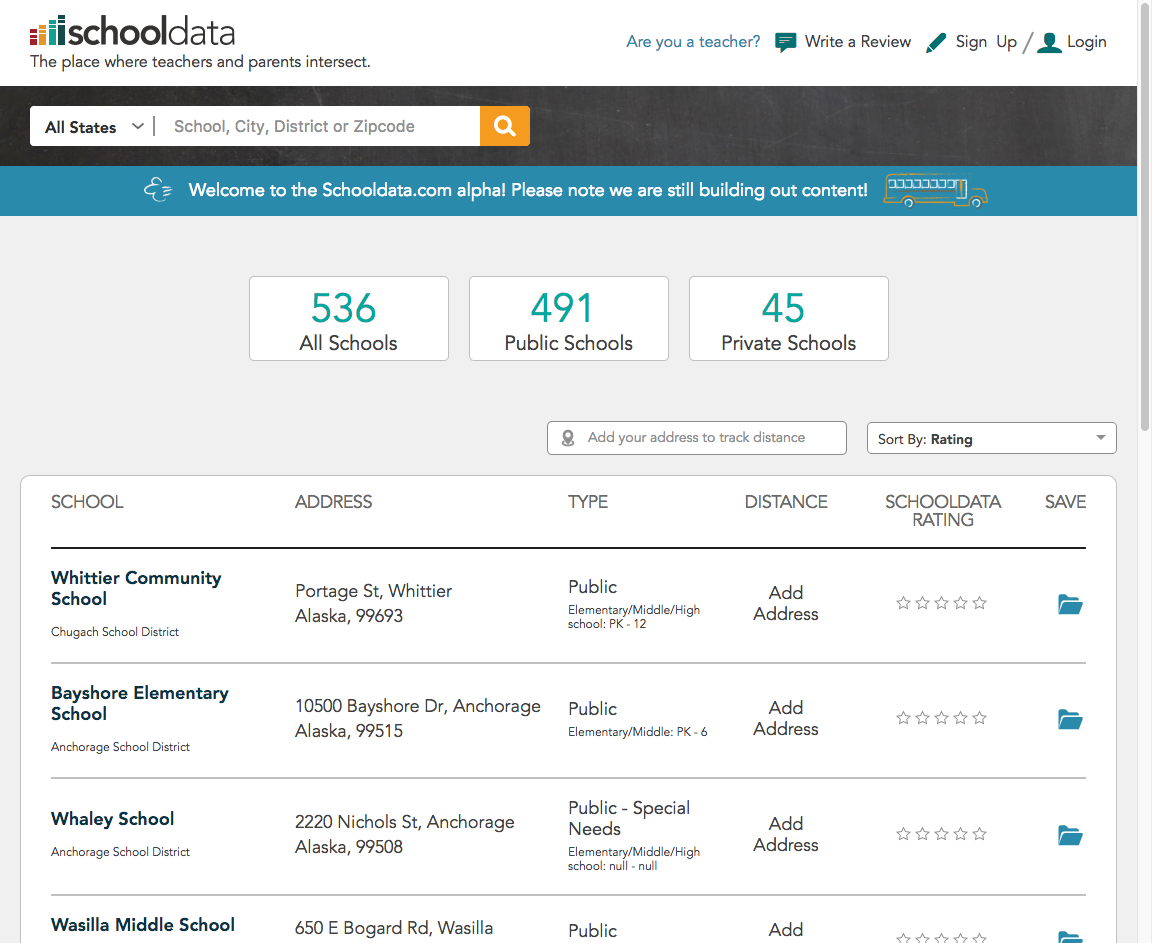 schooldata
The place where teachers and parents intersect.
Are you a teacher? Write a Review Sign Up / Login
All States School, City, District or Zipcode
Welcome to the Schooldata.com alpha! Please note we are still building out content!
536
All Schools
491
Public Schools
45
Private Schools
Add your address to track distance
Sort By: Rating
SCHOOL ADDRESS TYPE DISTANCE SCHOOLDATA RATING SAVE
Whittier Community
School
Chugach School District
Portage St, Whittier
Alaska, 99693
Public
Elementary/Middle/High
school: PK - 12
Add
Address
Bayshore Elementary
School
Anchorage School District
10500 Bayshore Dr, Anchorage
Alaska, 99515
Public
Elementary/Middle: PK - 6
Add
Address
Whaley School
Anchorage School District
2220 Nichols St, Anchorage
Alaska, 99508
Public - Special
Needs
Elementary/Middle/High
school: null - null
Add
Address
Wasilla Middle School
650 E Bogard Rd, Wasilla
Public
Add